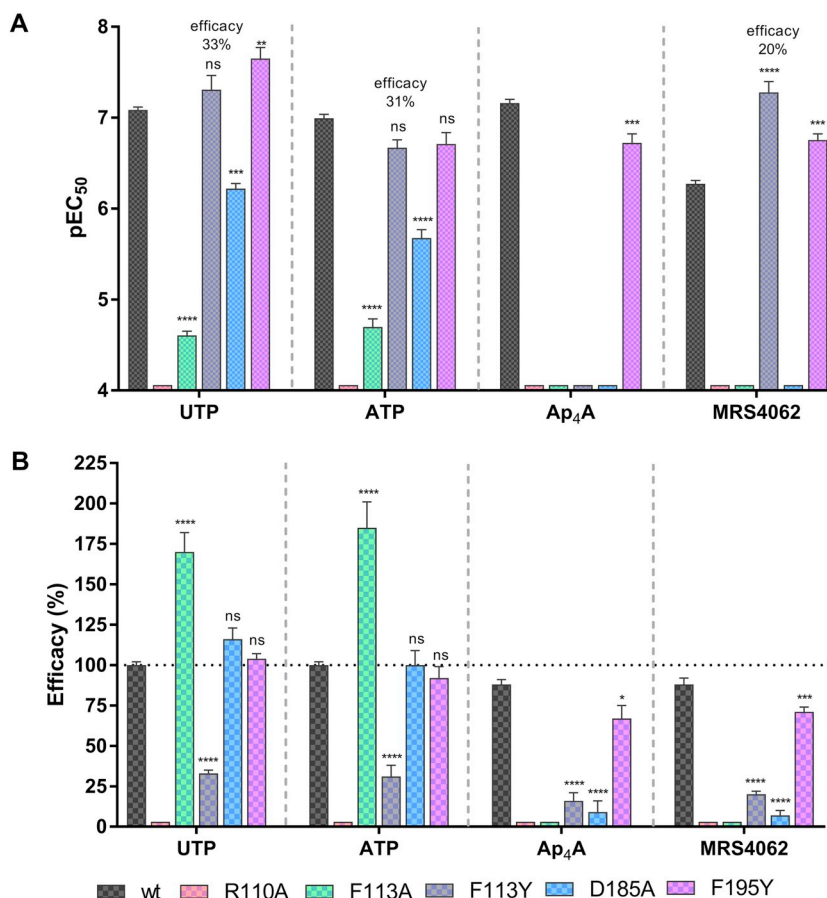 A
efficacy
33%
ns
**
efficacy
31%
ns
ns
efficacy
20%
****
****
***
****
****
***
***
8
7
6
5
4
pEC50
UTP
ATP
Ap4A
MRS4062
B
225
200
175
150
125
100
75
50
25
0
Efficacy (%)
****
****
ns
ns
****
ns
ns
****
****
****
*
****
****
***
UTP
ATP
Ap4A
MRS4062
wt R110A F113A F113Y D185A F195Y